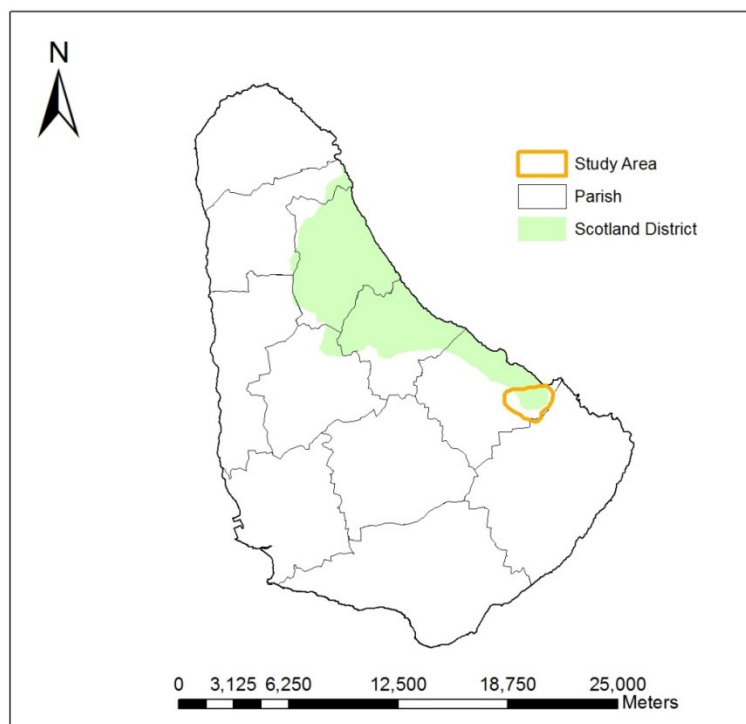 N
Study Area
Parish
Scotland District
0 3,125 6,250 12,500 18,750 25,000
Meters